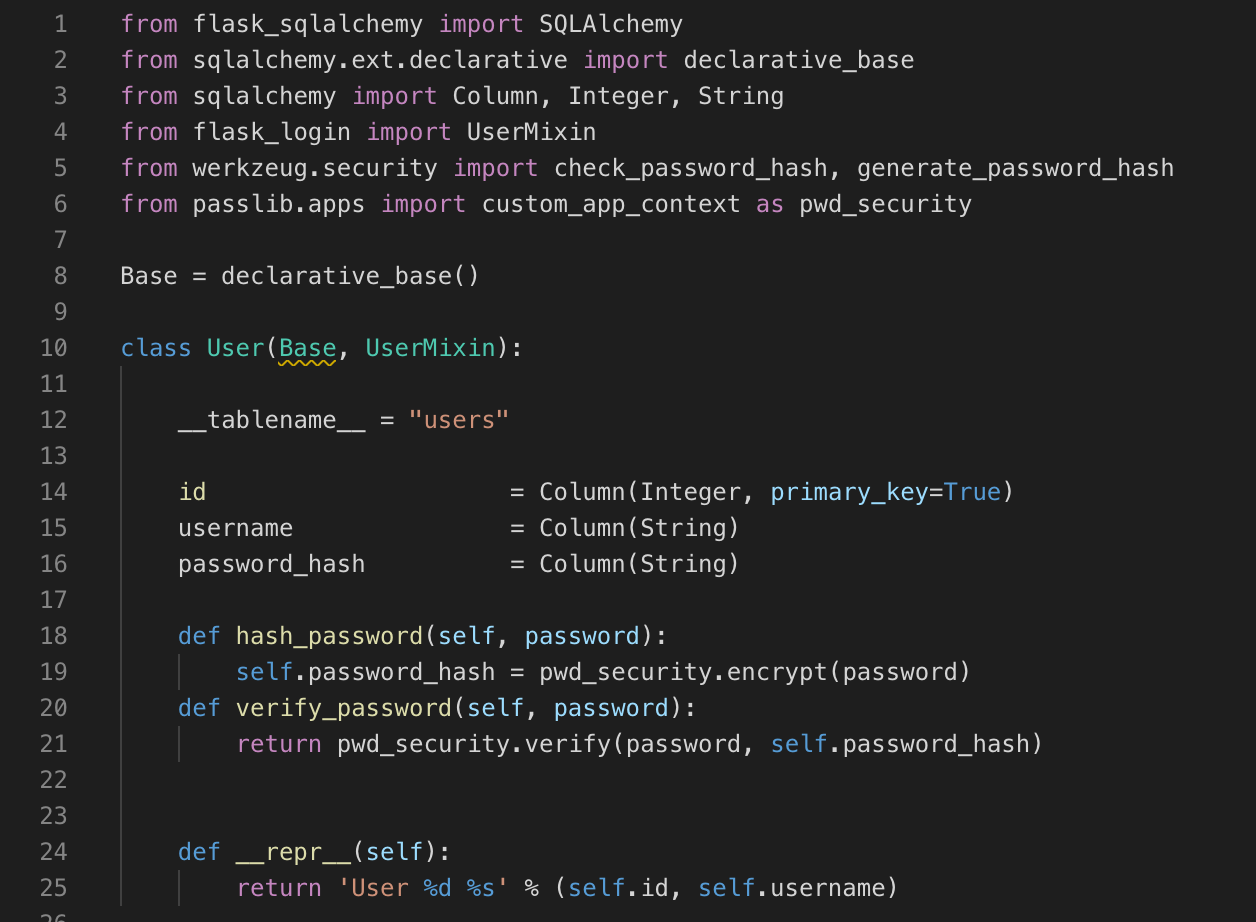 1 from flask_sqlalchemy import SQLAlchemy
2 from sqlalchemy.ext.declarative import declarative_base
3 from sqlalchemy import Column, Integer, String
4 from flask_login import UserMixin
5 from werkzeug.security import check_password_hash, generate_password_hash
6 from passlib.apps import custom_app_context as pwd_security
7
8 Base = declarative_base()
9
10 class User(Base, UserMixin):
11
12     __tablename__ = "users"
13
14     id                     = Column(Integer, primary_key=True)
15     username               = Column(String)
16     password_hash          = Column(String)
17
18     def hash_password(self, password):
19         self.password_hash = pwd_security.encrypt(password)
20     def verify_password(self, password):
21         return pwd_security.verify(password, self.password_hash)
22
23
24     def __repr__(self):
25         return 'User %d %s' % (self.id, self.username)
26